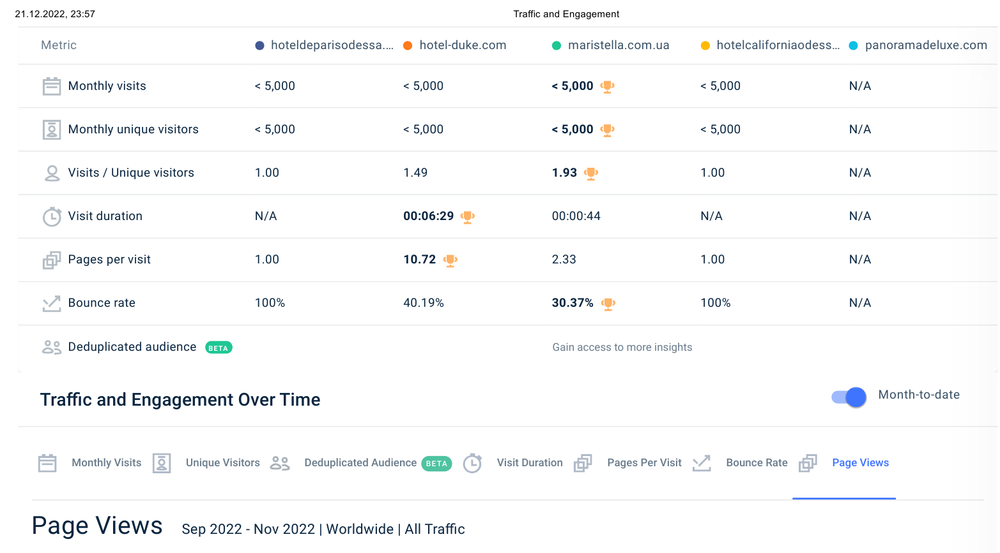 21.12.2022, 23:57 Traffic and Engagement
Metric hoteldeparisodessa.... hotel-duke.com maristella.com.ua hotelcaliforniaodess... panoramadeluxe.com
Monthly visits < 5,000 < 5,000 < 5,000 < 5,000 N/A
Monthly unique visitors < 5,000 < 5,000 < 5,000 < 5,000 N/A
Visits / Unique visitors 1.00 1.49 1.93 1.00 N/A
Visit duration N/A 00:06:29 00:00:44 N/A N/A
Pages per visit 1.00 10.72 2.33 1.00 N/A
Bounce rate 100% 40.19% 30.37% 100% N/A
Deduplicated audience BETA Gain access to more insights
Traffic and Engagement Over Time Month-to-date
Monthly Visits Unique Visitors Deduplicated Audience BETA Visit Duration Pages Per Visit Bounce Rate Page Views
Page Views Sep 2022 - Nov 2022 | Worldwide | All Traffic